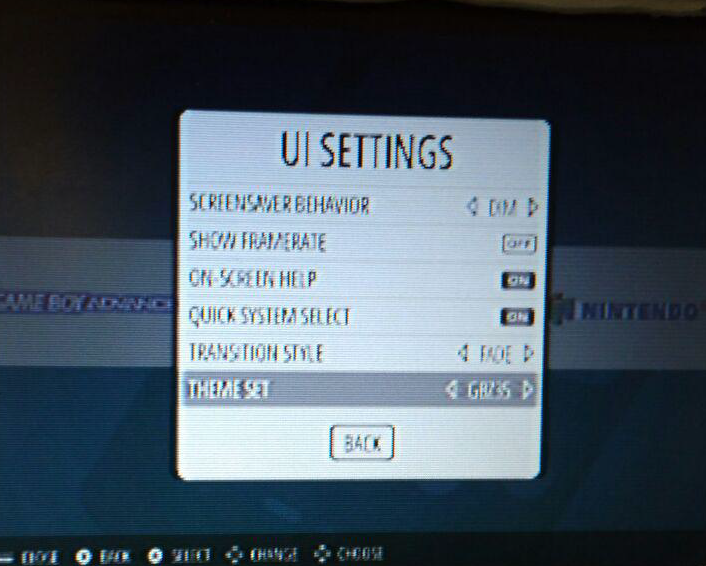 UI SETTINGS
SCREENSAVER BEHAVIOR DIM
SHOW FRAMERATE OFF
ON-SCREEN HELP ON
QUICK SYSTEM SELECT ON
GAME BOY ADVANCE
NINTENDO
TRANSITION STYLE FADE
THEME SET GBZ35
BACK
BACK SELECT CHANGE CHOOSE